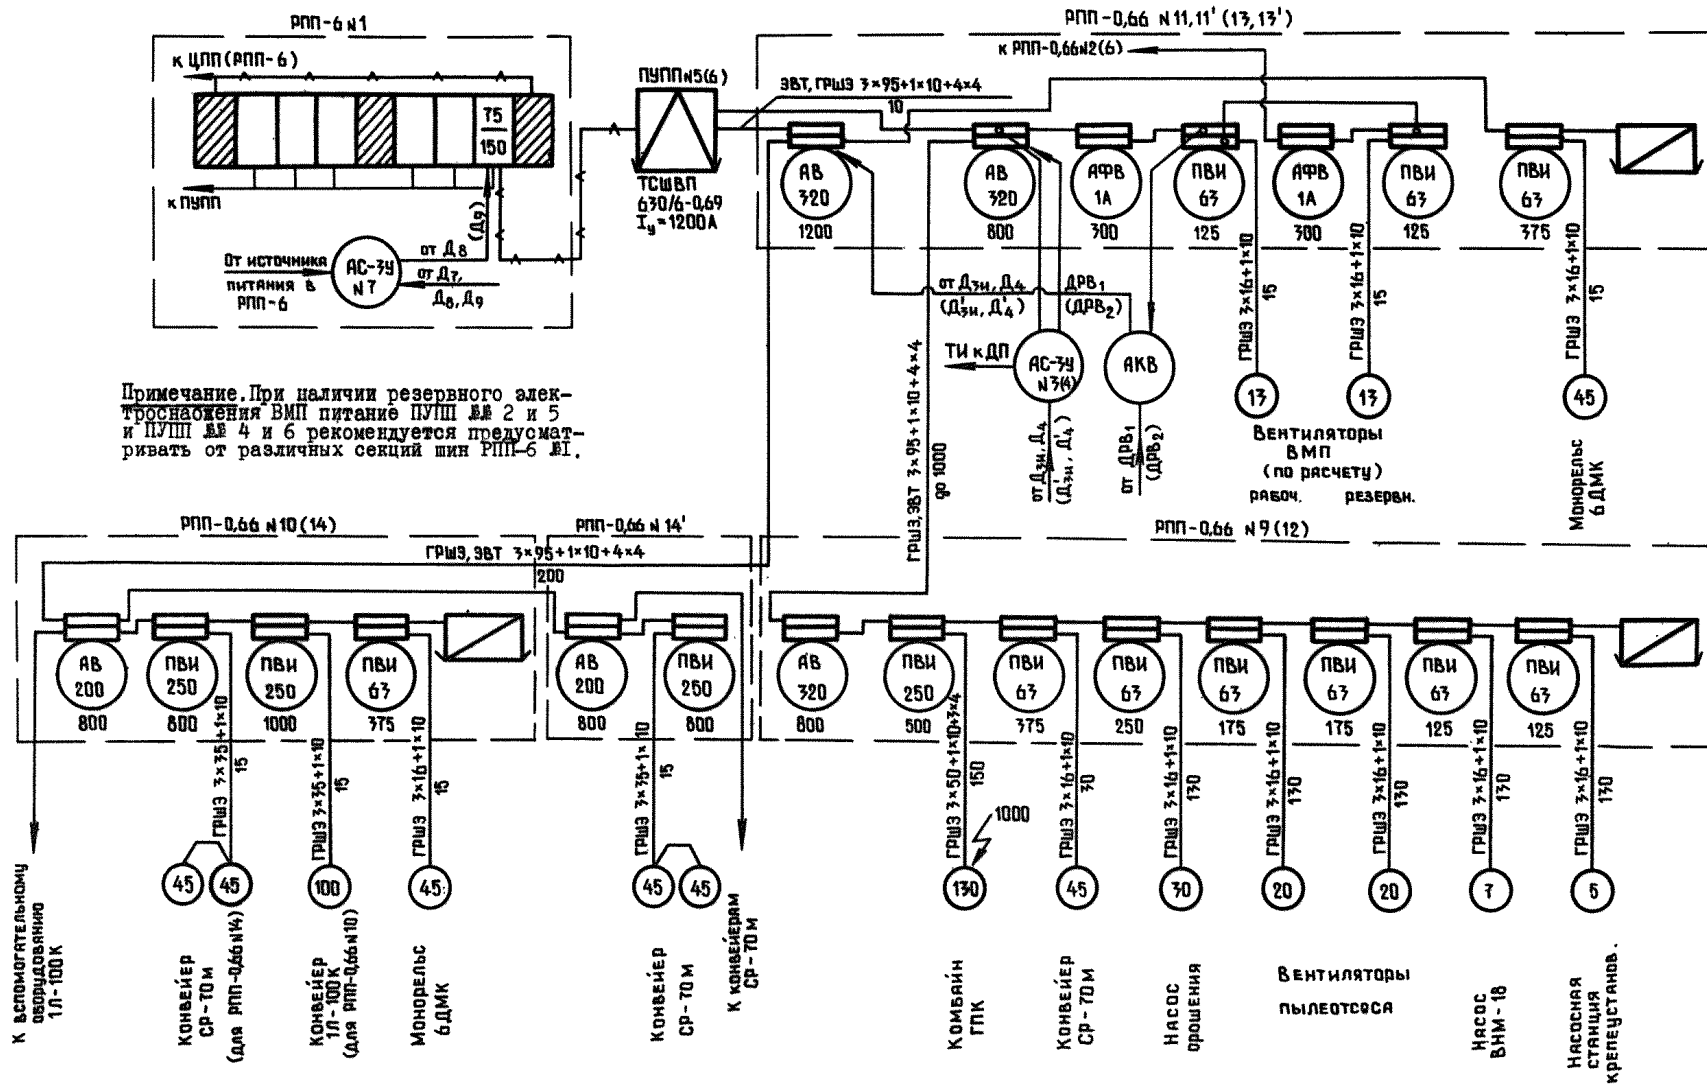 РПП-6 №1
к ЦПП (РПП-6)
75
150
к ПУПП
(Д9)
от Д8
От источника
питания в
РПП-6
АС-3У
№7
от Д7,
Д8, Д9
ПУПП №5(6)
ТСШВП
630/6-0,69
Iу=1200А
РПП-0,66 №11,11' (13,13')
к РПП-0,66№2(6)
ЭВТ, ГРШЭ 3×95+1×10+4×4
10
АВ
320
1200
АВ
320
800
АФВ
1А
300
ПВИ
63
125
АФВ
1А
300
ПВИ
63
125
ПВИ
63
375
ГРШЭ 3×16+1×10
15
ГРШЭ 3×16+1×10
15
ГРШЭ 3×16+1×10
15
от Д3и, Д4
(Д'3и, Д'4)
ДРВ1
(ДРВ2)
ТИ к ДП
АС-3У
№3(4)
АКВ
от Д3и, Д4
(Д'3и, Д'4)
от ДРВ1
(ДРВ2)
13
13
45
Вентиляторы
ВМП
(по расчету)
рабоч. резервн.
Монорельс
6ДМК
ГРШЭ, ЭВТ 3×95+1×10+4×4
до 1000
Примечание. При наличии резервного элек-
троснабжения ВМП питание ПУПП №№ 2 и 5
и ПУПП №№ 4 и 6 рекомендуется предусмат-
ривать от различных секций шин РПП-6 №I.
РПП-0,66 №10 (14)
РПП-0,66 № 14'
РПП-0,66 №9 (12)
ГРШЭ, ЭВТ 3×95+1×10+4×4
200
АВ
200
800
ПВИ
250
800
ПВИ
250
1000
ПВИ
63
375
АВ
200
800
ПВИ
250
800
АВ
320
800
ПВИ
250
500
ПВИ
63
375
ПВИ
63
250
ПВИ
63
175
ПВИ
63
175
ПВИ
63
125
ПВИ
63
125
ГРШЭ 3×35+1×10
15
ГРШЭ 3×35+1×10
15
ГРШЭ 3×16+1×10
15
ГРШЭ 3×35+1×10
15
ГРШЭ 3×50+1×10+3×4
150
ГРШЭ 3×16+1×10
30
ГРШЭ 3×16+1×10
130
ГРШЭ 3×16+1×10
130
ГРШЭ 3×16+1×10
130
ГРШЭ 3×16+1×10
130
ГРШЭ 3×16+1×10
130
1000
45
45
100
45
45
45
130
45
30
20
20
7
5
К вспомогательному
оборудованию
1Л-100К
Конвейер
СР-70м
(для РПП-0,66№14)
Конвейер
1Л-100К
(для РПП-0,66№10)
Монорельс
6ДМК
Конвейер
СР-70м
К конвейерам
СР-70м
Комбайн
ГПК
Конвейер
СР-70м
Насос
орошения
Вентиляторы
пылеотсоса
Насос
ВНМ-18
Насосная
станция
крепеустанов.